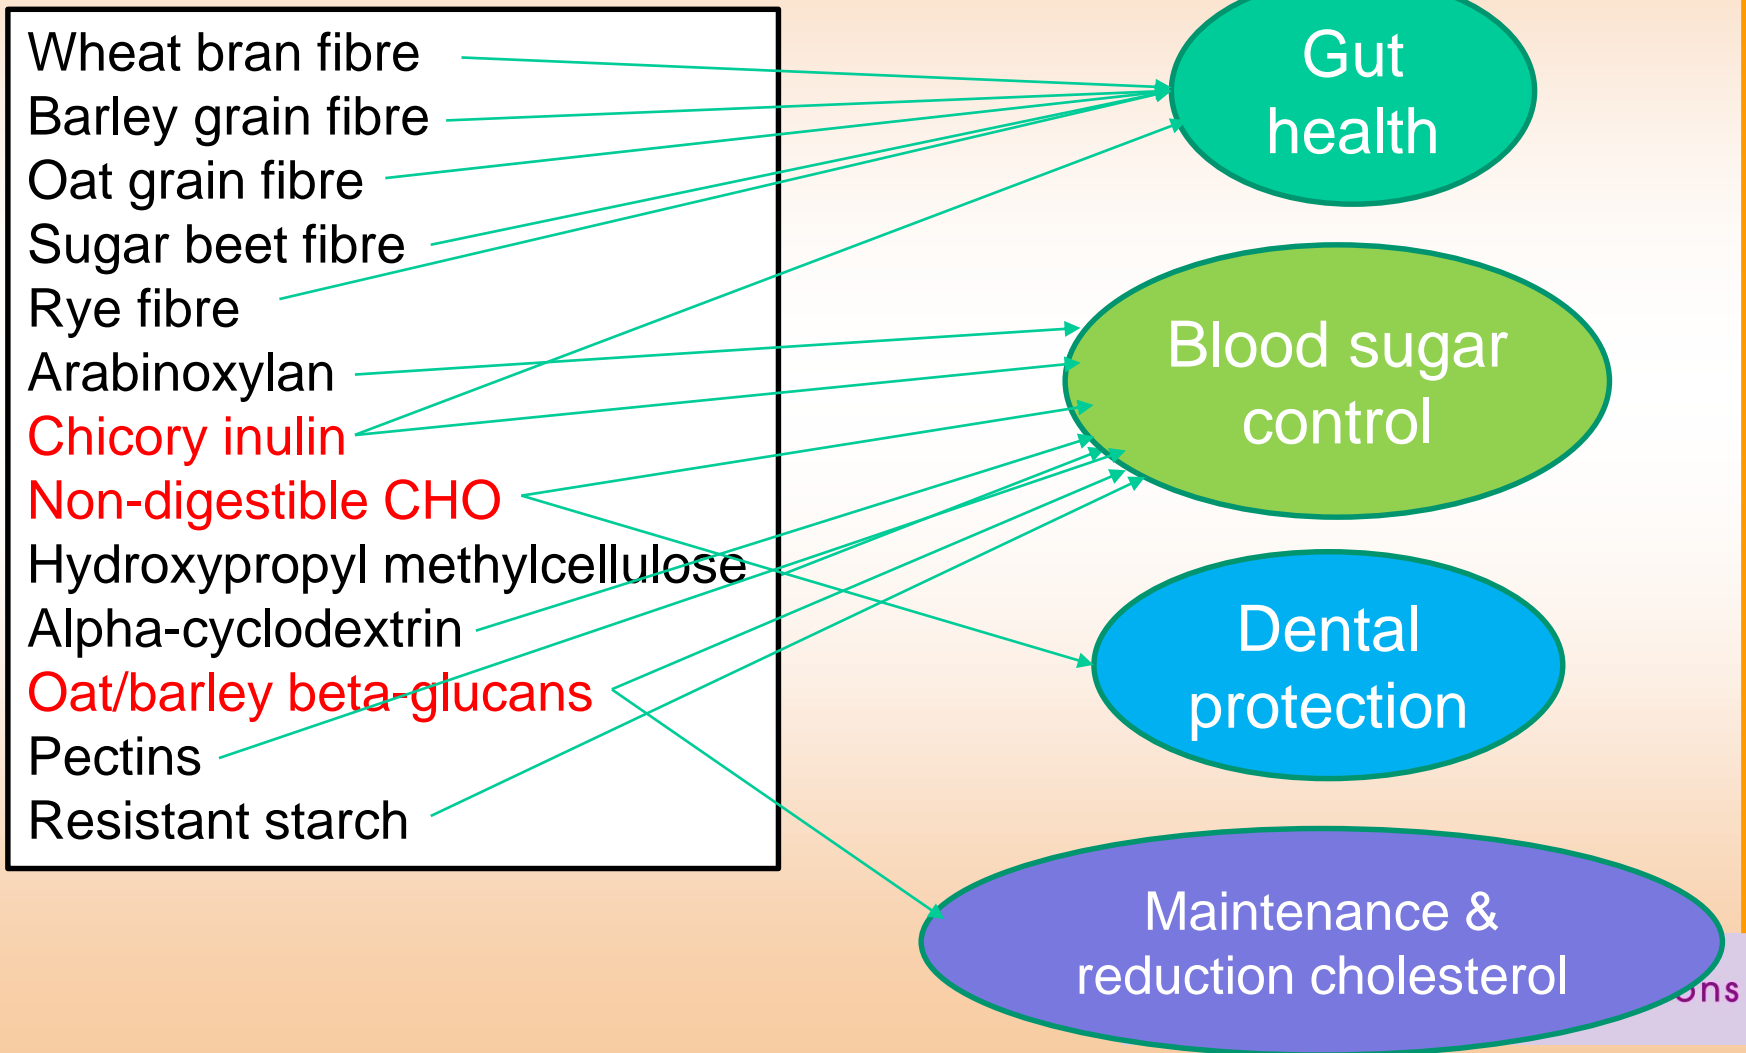 Wheat bran fibre
Barley grain fibre
Oat grain fibre
Sugar beet fibre
Rye fibre
Arabinoxylan
Chicory inulin
Non-digestible CHO
Hydroxypropyl methylcellulose
Alpha-cyclodextrin
Oat/barley beta-glucans
Pectins
Resistant starch
Gut
health
Blood sugar
control
Dental
protection
Maintenance &
reduction cholesterol